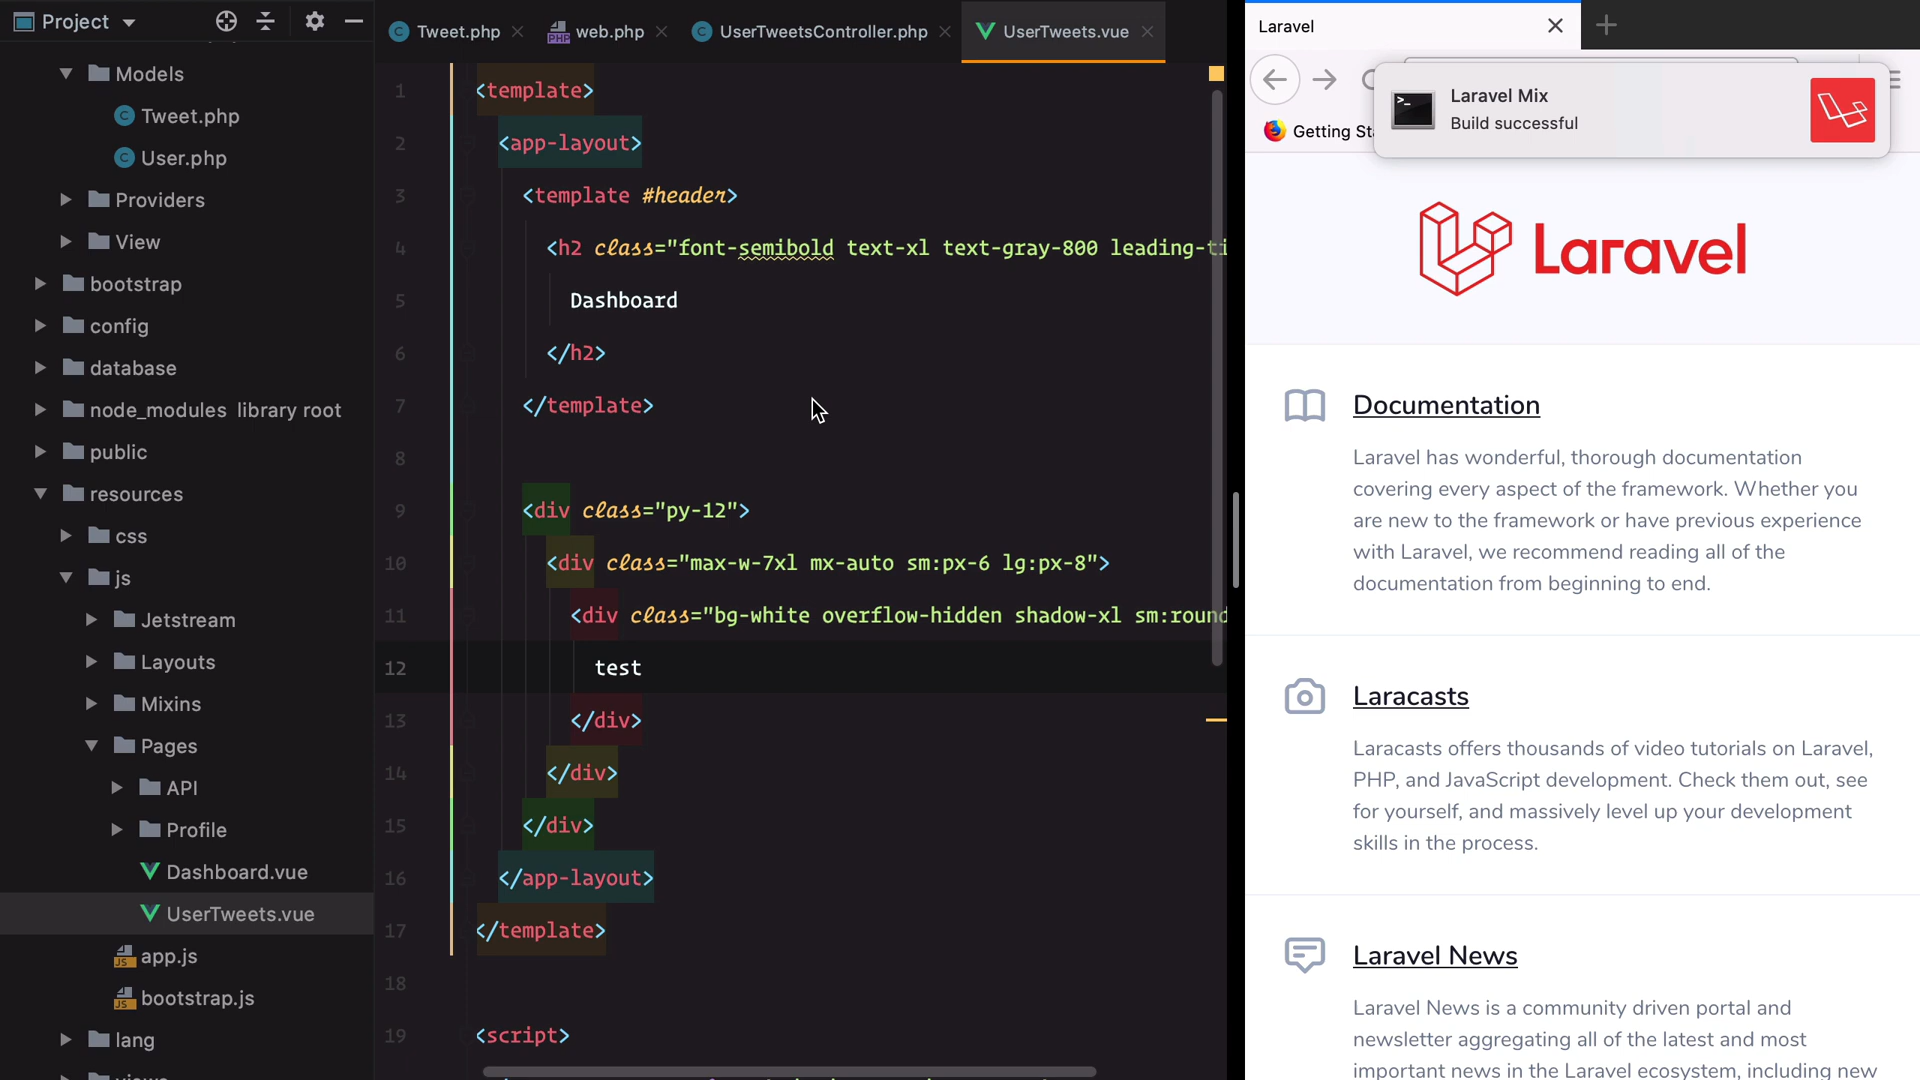 Project
Models
Tweet.php
User.php
Providers
View
bootstrap
config
database
node_modules library root
public
resources
css
js
Jetstream
Layouts
Mixins
Pages
API
Profile
Dashboard.vue
UserTweets.vue
app.js
bootstrap.js
lang
Tweet.php
web.php
UserTweetsController.php
UserTweets.vue
1 <template>
2 <app-layout>
3 <template #header>
4 <h2 class="font-semibold text-xl text-gray-800 leading-ti
5 Dashboard
6 </h2>
7 </template>
8
9 <div class="py-12">
10 <div class="max-w-7xl mx-auto sm:px-6 lg:px-8">
11 <div class="bg-white overflow-hidden shadow-xl sm:round
12 test
13 </div>
14 </div>
15 </div>
16 </app-layout>
17 </template>
18
19 <script>
Laravel
Laravel Mix
Build successful
Getting Sta
Laravel
Documentation
Laravel has wonderful, thorough documentation
covering every aspect of the framework. Whether you
are new to the framework or have previous experience
with Laravel, we recommend reading all of the
documentation from beginning to end.
Laracasts
Laracasts offers thousands of video tutorials on Laravel,
PHP, and JavaScript development. Check them out, see
for yourself, and massively level up your development
skills in the process.
Laravel News
Laravel News is a community driven portal and
newsletter aggregating all of the latest and most
important news in the Laravel ecosystem, including new